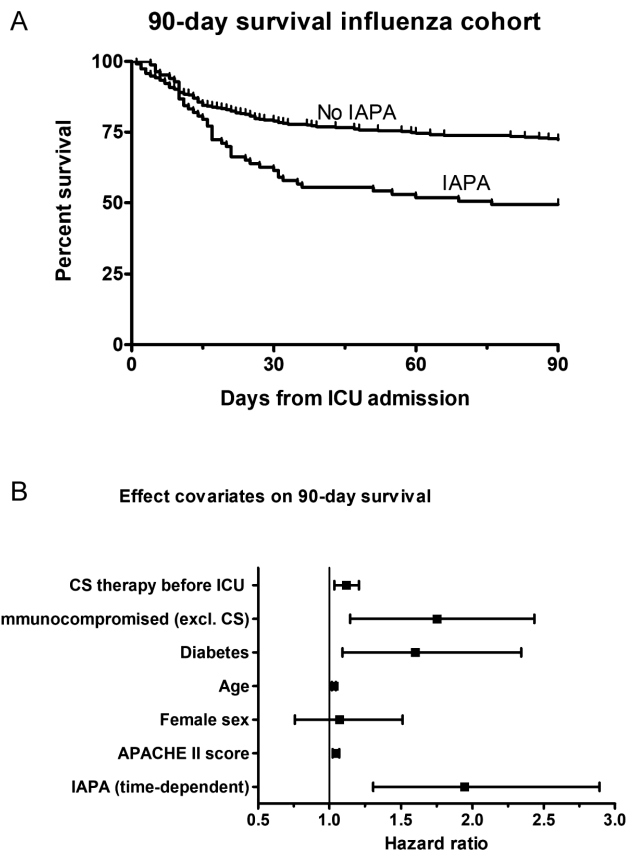 A
90-day survival influenza cohort
100
75
50
25
0
Percent survival
No IAPA
IAPA
0 30 60 90
Days from ICU admission
B
Effect covariates on 90-day survival
CS therapy before ICU
mmunocompromised (excl. CS)
Diabetes
Age
Female sex
APACHE II score
IAPA (time-dependent)
0.5 1.0 1.5 2.0 2.5 3.0
Hazard ratio